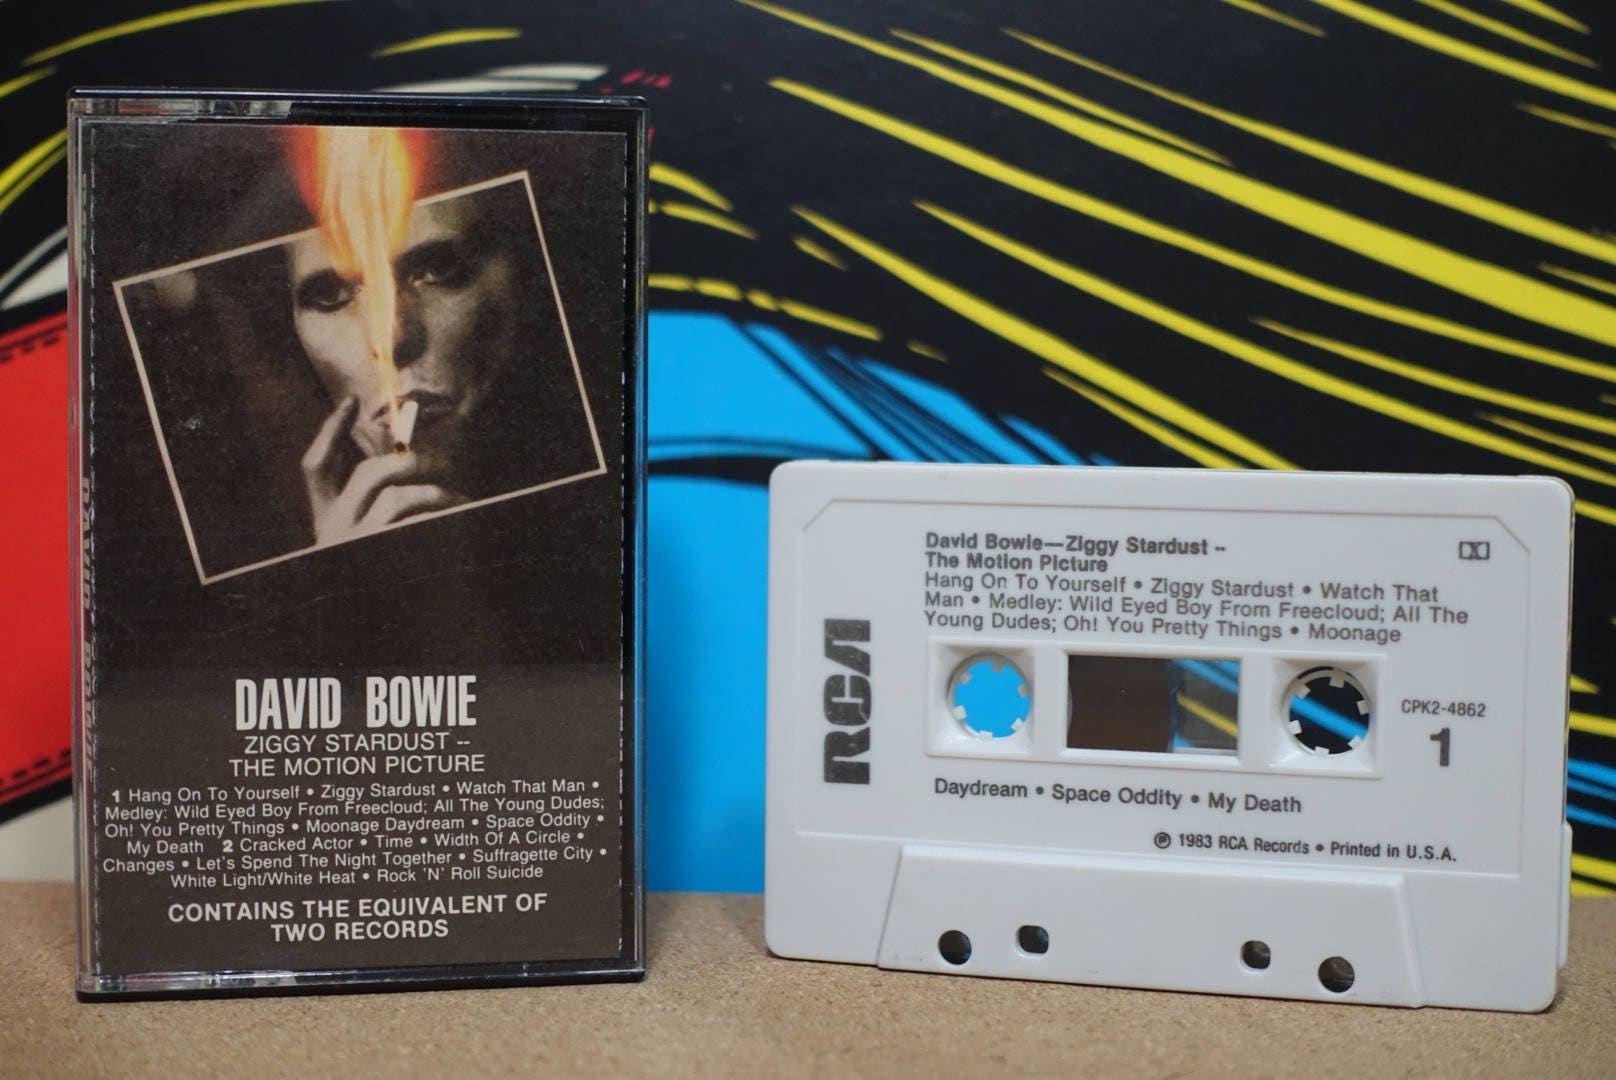 DAVID BOWIE
DAVID BOWIE
ZIGGY STARDUST --
THE MOTION PICTURE
1 Hang On To Yourself • Ziggy Stardust • Watch That Man •
Medley: Wild Eyed Boy From Freecloud; All The Young Dudes;
Oh! You Pretty Things • Moonage Daydream • Space Oddity •
My Death 2 Cracked Actor • Time • Width Of A Circle •
Changes • Let's Spend The Night Together • Suffragette City •
White Light/White Heat • Rock 'N' Roll Suicide
CONTAINS THE EQUIVALENT OF
TWO RECORDS
David Bowie—Ziggy Stardust --
The Motion Picture
Hang On To Yourself • Ziggy Stardust • Watch That
Man • Medley: Wild Eyed Boy From Freecloud; All The
Young Dudes; Oh! You Pretty Things • Moonage
RCA
CPK2-4862
1
Daydream • Space Oddity • My Death
℗ 1983 RCA Records • Printed in U.S.A.